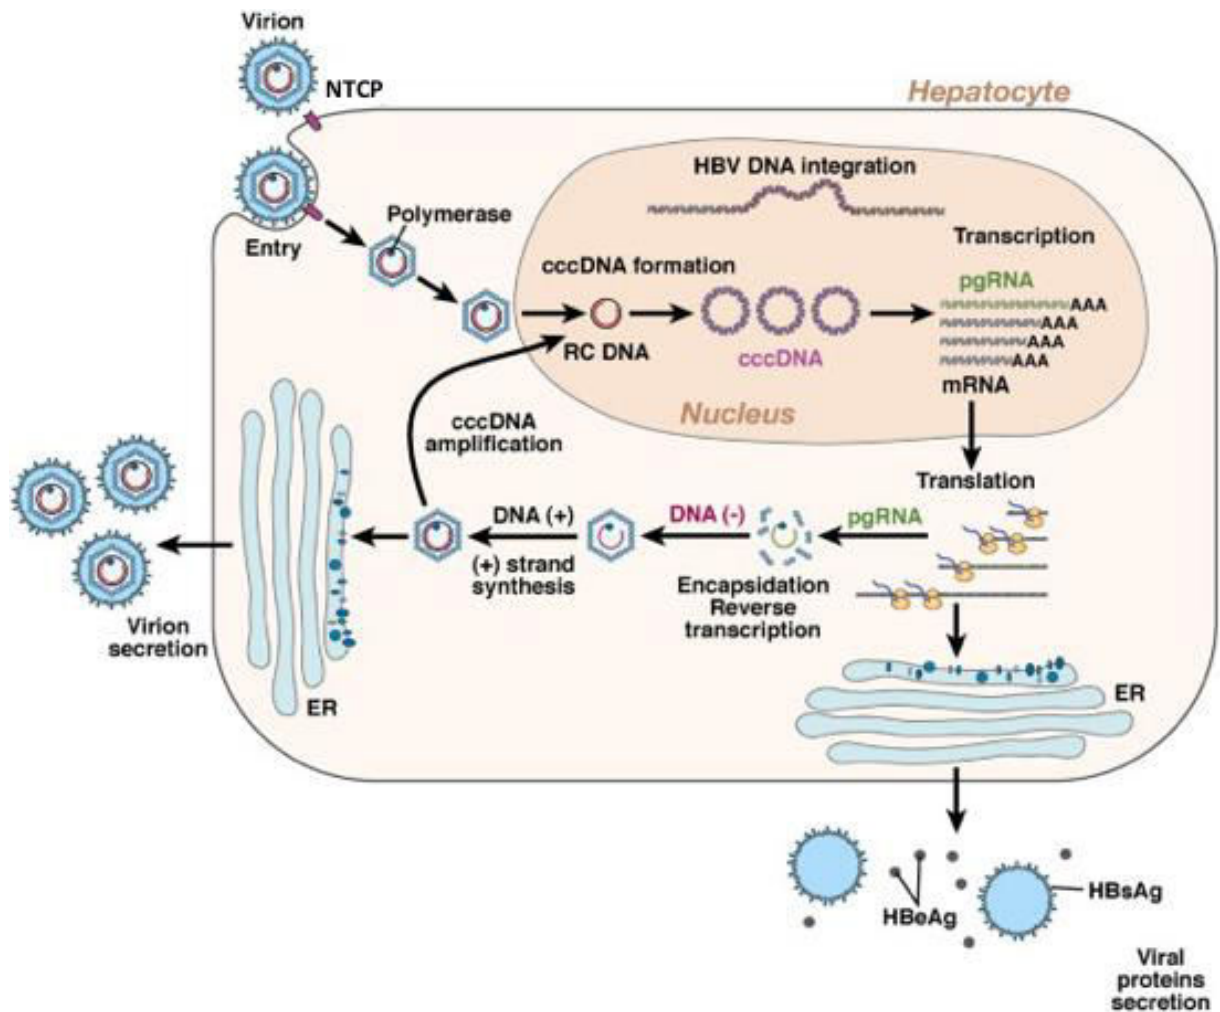 Virion
NTCP
Hepatocyte
HBV DNA integration
Polymerase
Entry
Transcription
cccDNA formation
pgRNA
AAA
AAA
AAA
AAA
RC DNA
cccDNA
mRNA
Nucleus
cccDNA
amplification
Translation
DNA (+)
DNA (-)
pgRNA
(+) strand
synthesis
Encapsidation
Reverse
transcription
Virion
secretion
ER
ER
HBeAg
HBsAg
Viral
proteins
secretion